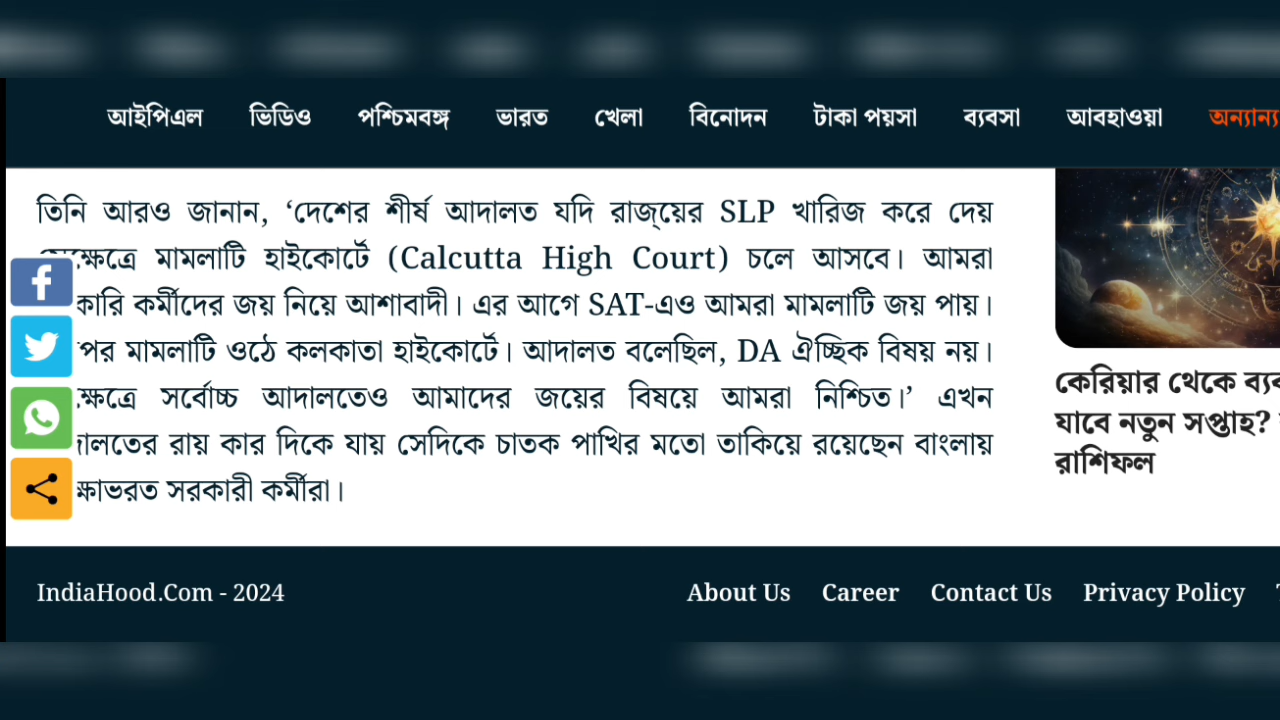 আইপিএল ভিডিও পশ্চিমবঙ্গ ভারত খেলা বিনোদন টাকা পয়সা ব্যবসা আবহাওয়া অন্যান্য
তিনি আরও জানান, ‘দেশের শীর্ষ আদালত যদি রাজ্যের SLP খারিজ করে দেয়
মামলাটি হাইকোর্টে (Calcutta High Court) চলে আসবে। আমরা
কর্মীদের জয় নিয়ে আশাবাদী। এর আগে SAT-এও আমরা মামলাটি জয় পায়।
মামলাটি ওঠে কলকাতা হাইকোর্টে। আদালত বলেছিল, DA ঐচ্ছিক বিষয় নয়।
সর্বোচ্চ আদালতেও আমাদের জয়ের বিষয়ে আমরা নিশ্চিত।’ এখন
রায় কার দিকে যায় সেদিকে চাতক পাখির মতো তাকিয়ে রয়েছেন বাংলায়
সরকারী কর্মীরা।
কেরিয়ার থেকে
যাবে নতুন সপ্তাহ?
রাশিফল
IndiaHood.Com - 2024 About Us Career Contact Us Privacy Policy